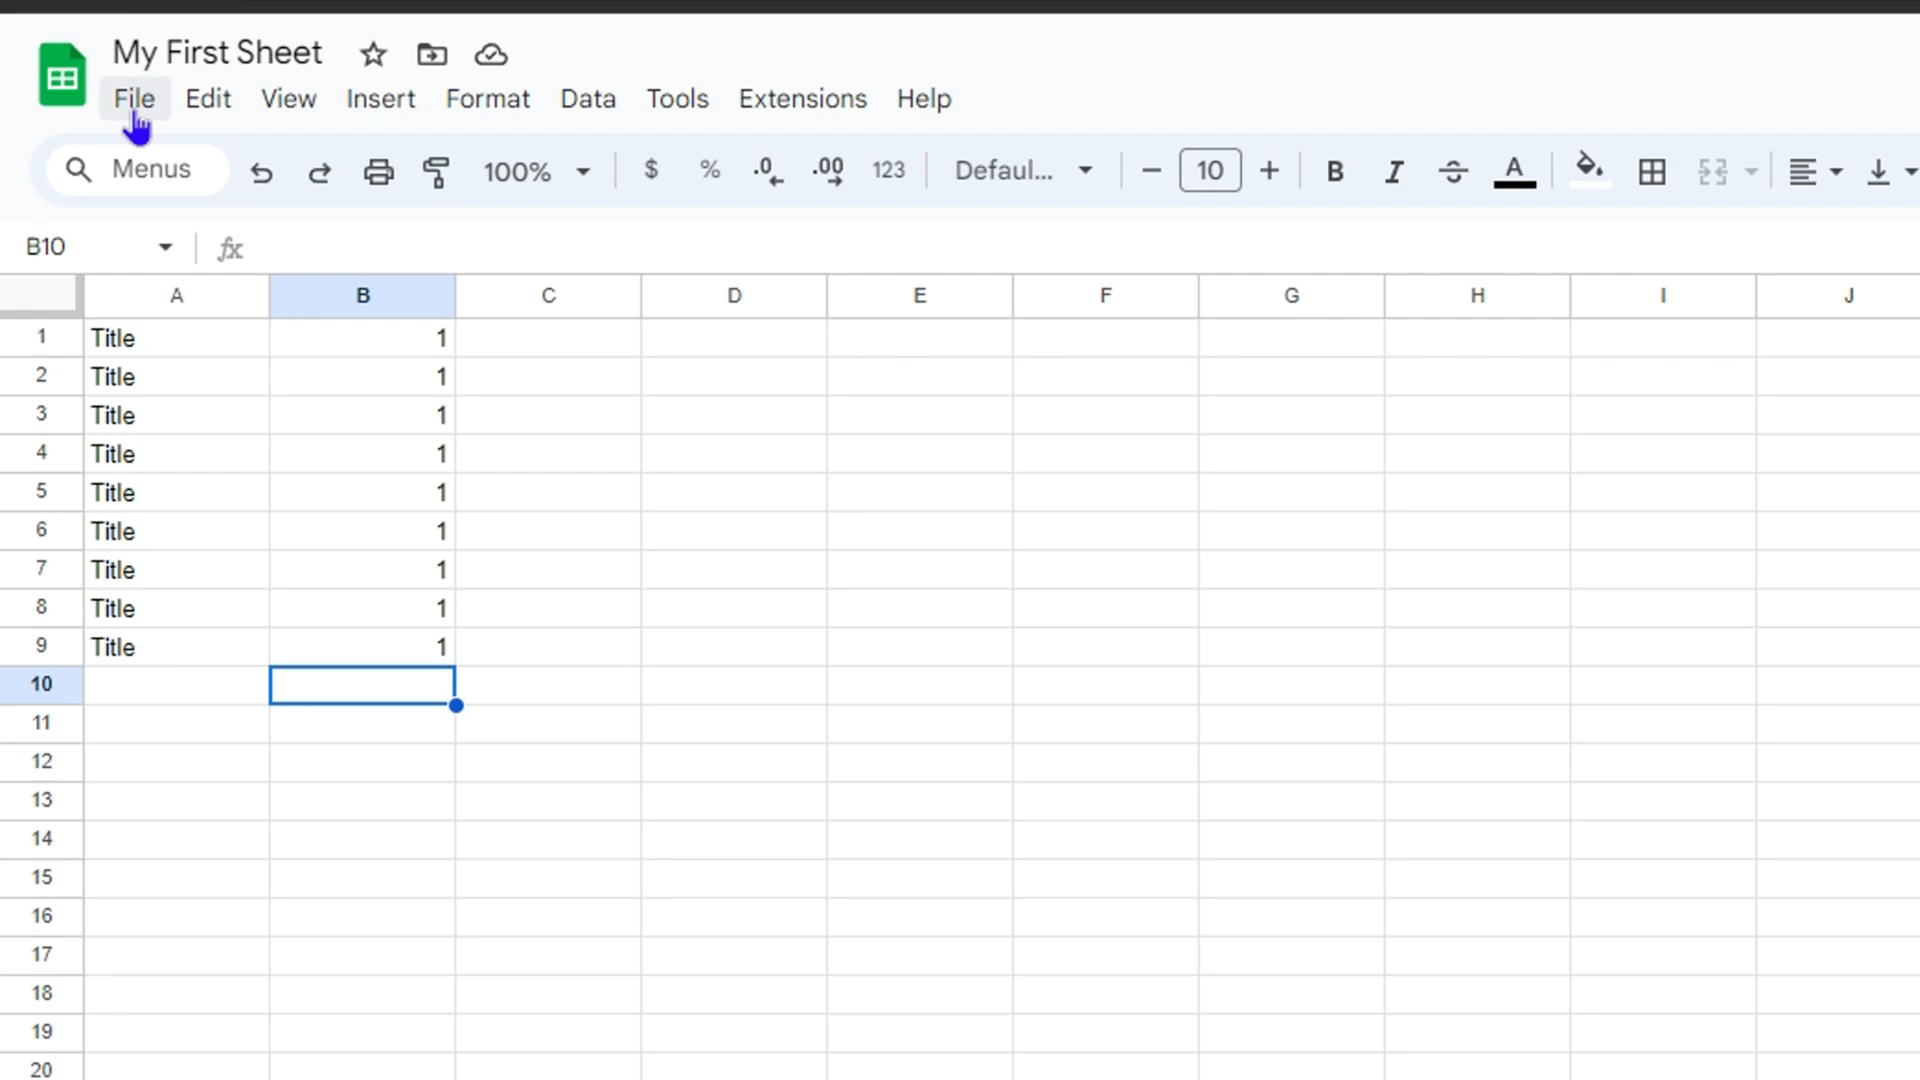 My First Sheet
File Edit View Insert Format Data Tools Extensions Help
Menus 100% $ % .0 .00 123 Defaul... 10 B I A
B10 fx
A B C D E F G H I J
1 Title 1
2 Title 1
3 Title 1
4 Title 1
5 Title 1
6 Title 1
7 Title 1
8 Title 1
9 Title 1
10
11
12
13
14
15
16
17
18
19
20